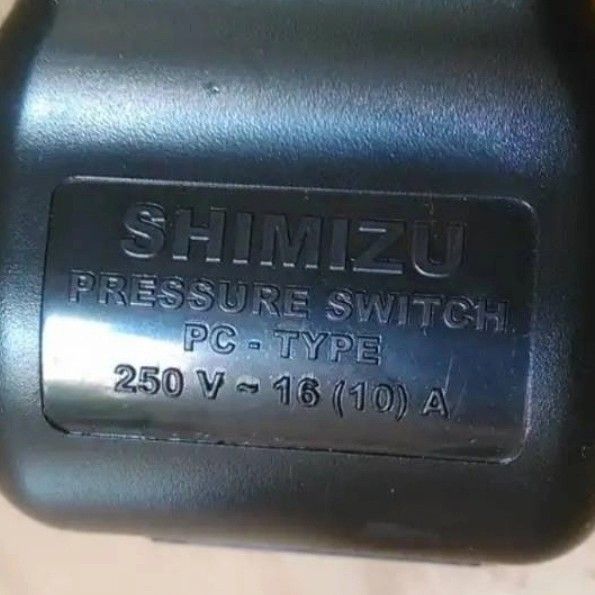 SHIMIZU
PRESSURE SWITCH
PC - TYPE
250 V ~ 16 (10) A